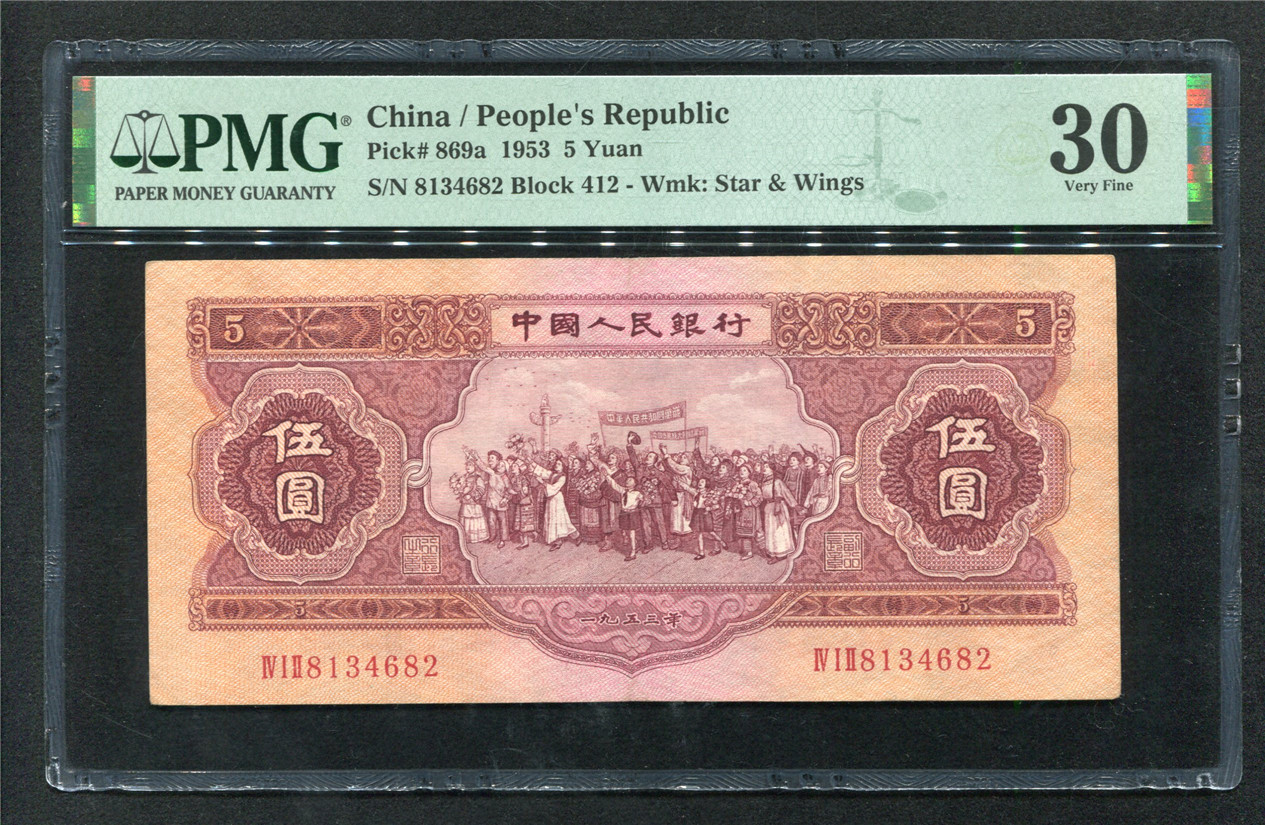 PMG®
PAPER MONEY GUARANTY
China / People's Republic
Pick# 869a 1953 5 Yuan
S/N 8134682 Block 412 - Wmk: Star & Wings
30
Very Fine
5
中國人民銀行
5
伍圓
伍圓
5
一九五三年
5
ⅣⅠⅡ8134682
ⅣⅠⅡ8134682